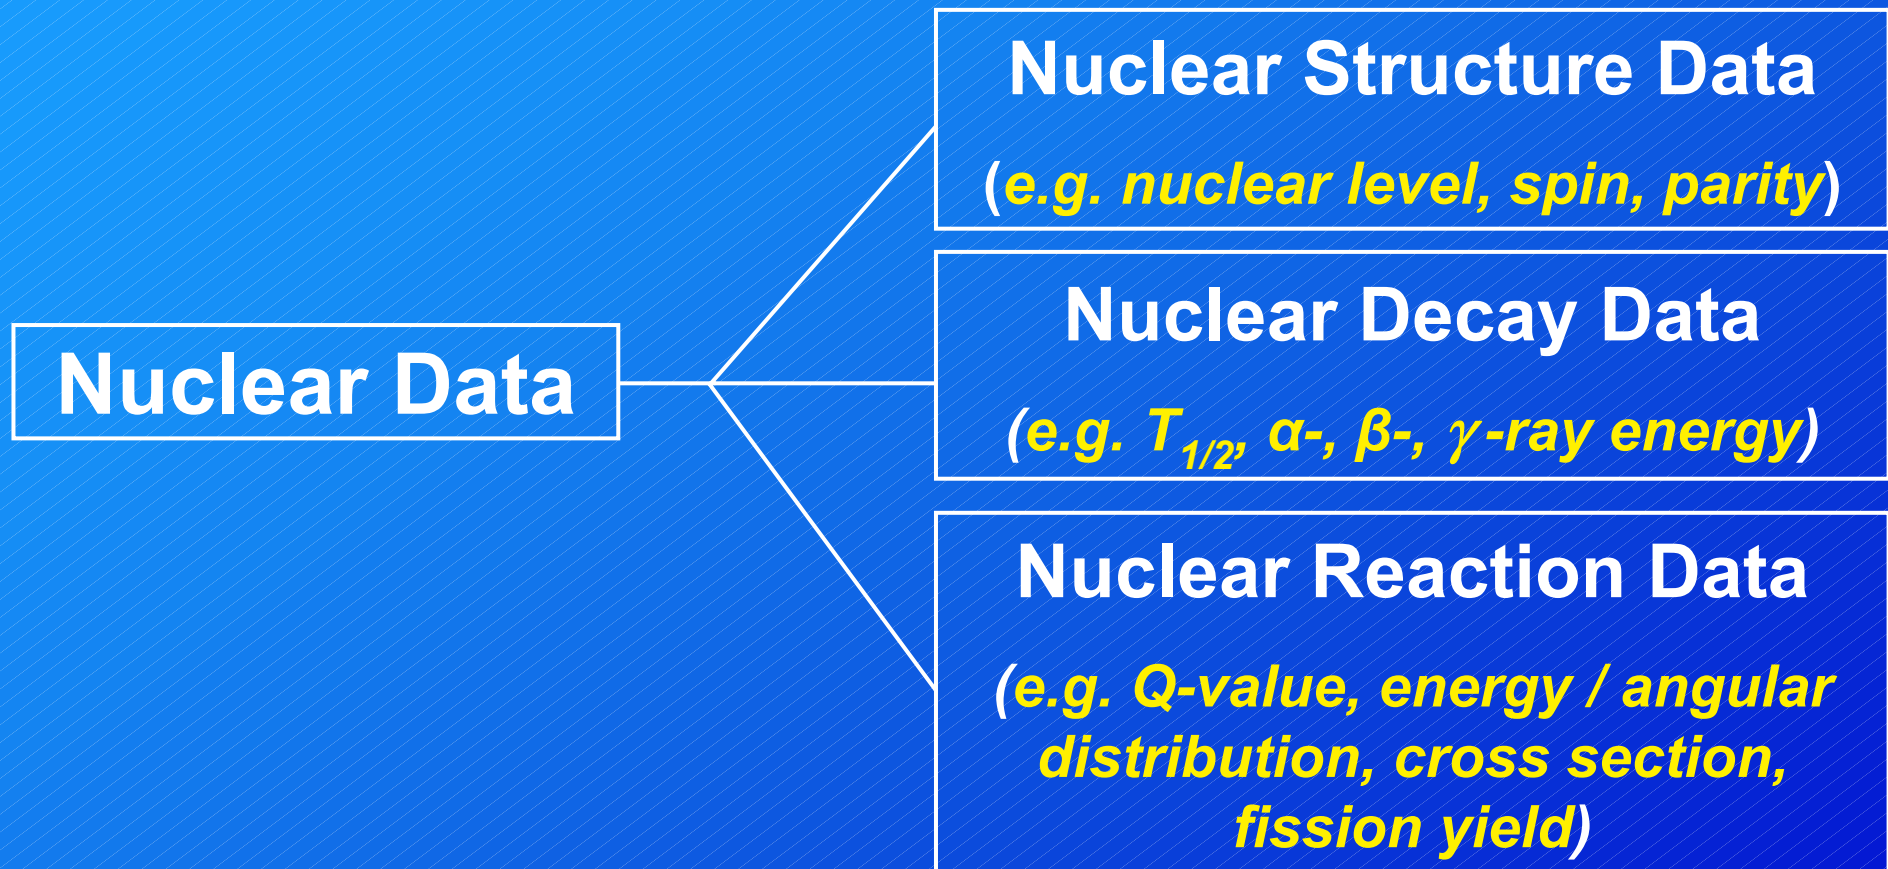 Nuclear Data
Nuclear Structure Data
(e.g. nuclear level, spin, parity)
Nuclear Decay Data
(e.g. T1/2, α-, β-, γ-ray energy)
Nuclear Reaction Data
(e.g. Q-value, energy / angular
distribution, cross section,
fission yield)